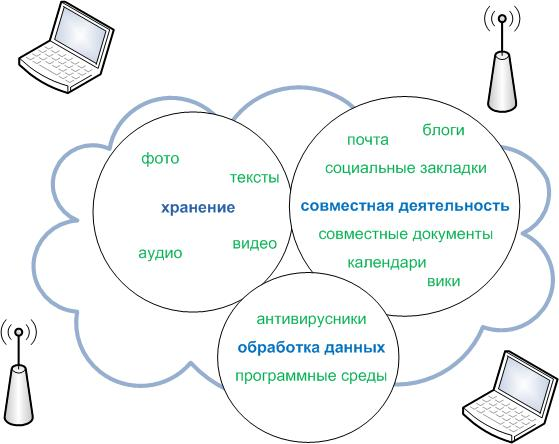 фото
тексты
хранение
аудио
видео
почта
блоги
социальные закладки
совместная деятельность
совместные документы
календари
вики
антивирусники
обработка данных
программные среды